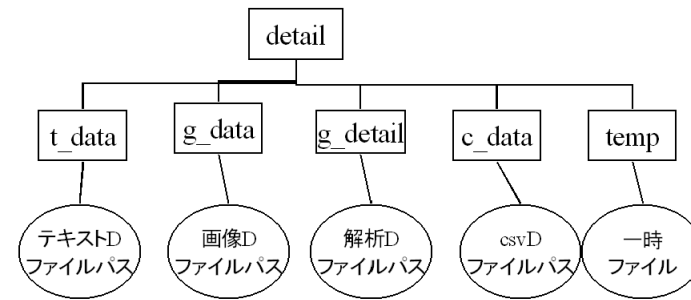 detail
t_data
g_data
g_detail
c_data
temp
テキストD
ファイルパス
画像D
ファイルパス
解析D
ファイルパス
csvD
ファイルパス
一時
ファイル